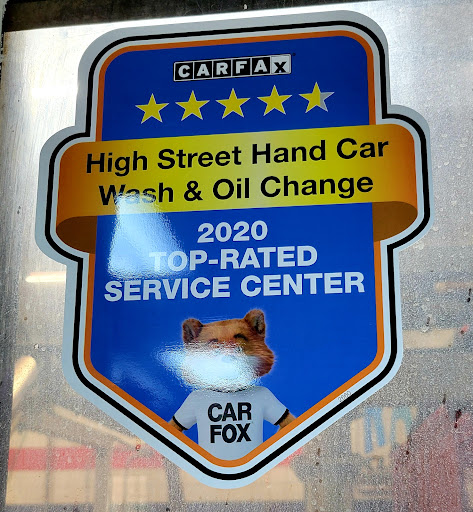 CARFAX
High Street Hand Car
Wash & Oil Change
2020
TOP-RATED
SERVICE CENTER
CAR
FOX